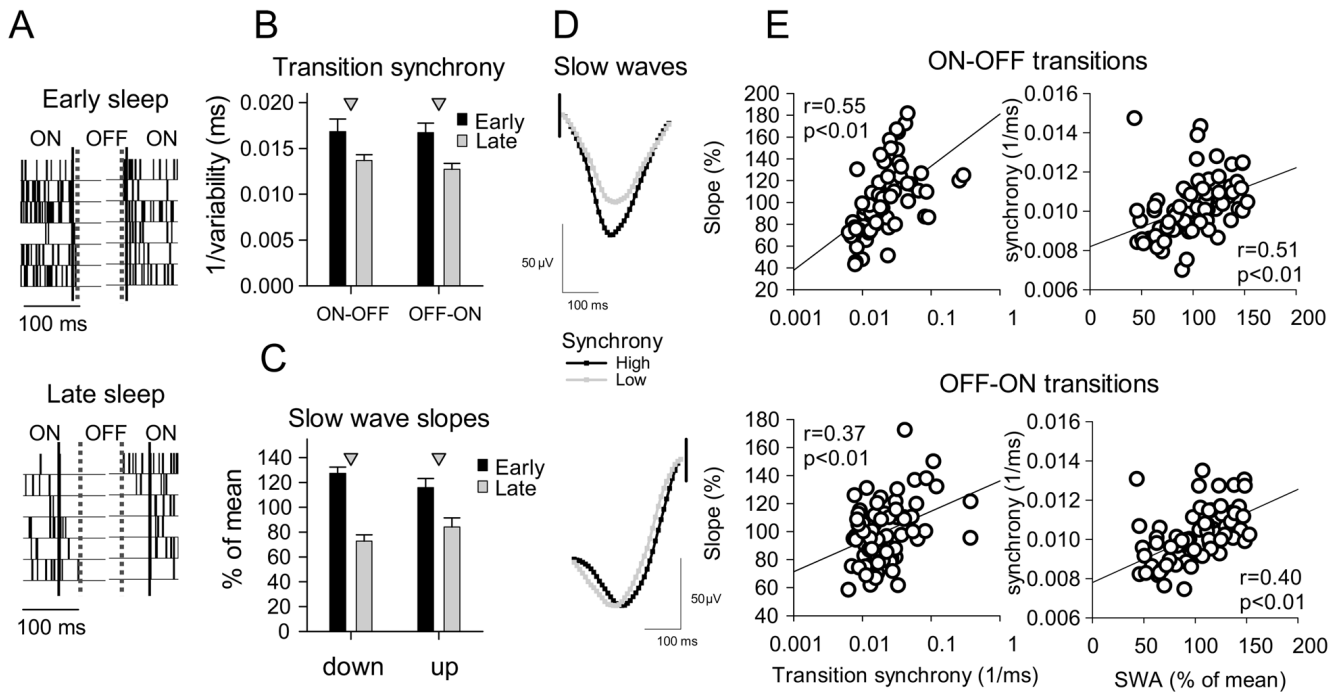 A
Early sleep
ON OFF ON
100 ms
Late sleep
ON OFF ON
100 ms
B
Transition synchrony
1/variability (ms)
0.020
0.015
0.010
0.005
0.000
Early
Late
ON-OFF OFF-ON
C
Slow wave slopes
% of mean
140
120
100
80
60
40
20
0
Early
Late
down up
D
Slow waves
50 µV
100 ms
Synchrony
High
Low
50 µV
100 ms
E
ON-OFF transitions
Slope (%)
200
180
160
140
120
100
80
60
40
20
r=0.55
p<0.01
0.001 0.01 0.1 1
synchrony (1/ms)
0.016
0.014
0.012
0.010
0.008
0.006
r=0.51
p<0.01
0 50 100 150 200
OFF-ON transitions
Slope (%)
180
160
140
120
100
80
60
40
r=0.37
p<0.01
0.001 0.01 0.1 1
Transition synchrony (1/ms)
synchrony (1/ms)
0.016
0.014
0.012
0.010
0.008
0.006
r=0.40
p<0.01
0 50 100 150 200
SWA (% of mean)